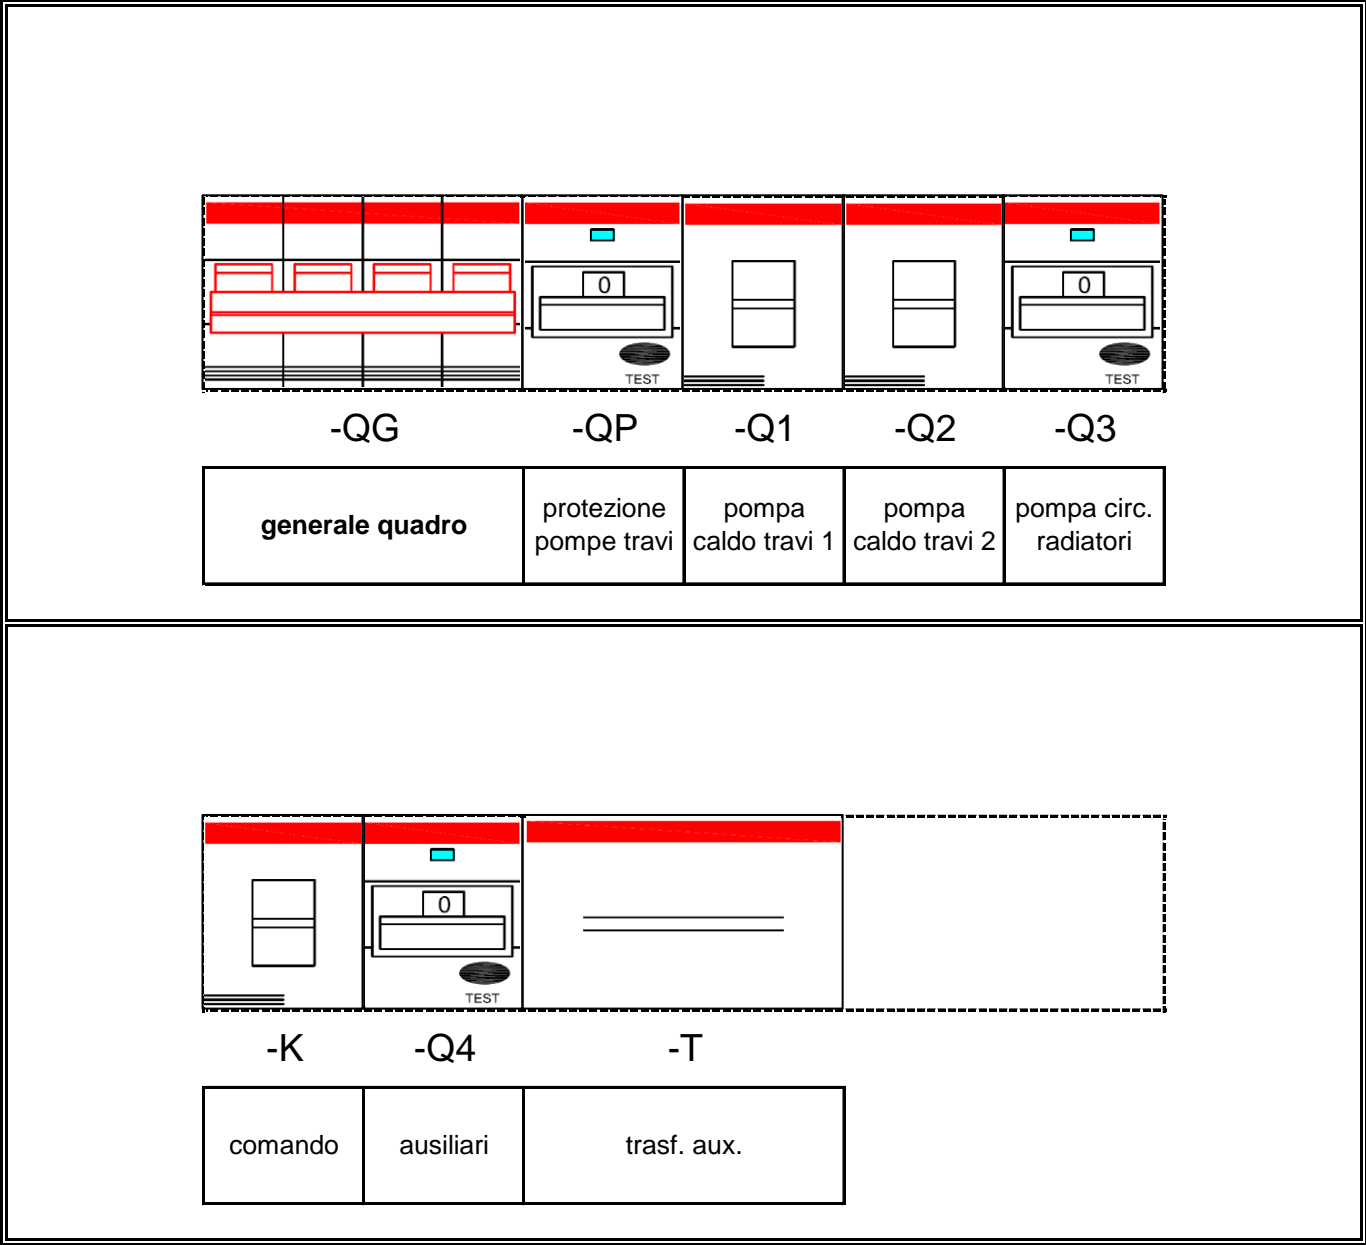 0
0
TEST
TEST
-QG
-QP
-Q1
-Q2
-Q3
generale quadro
protezione
pompe travi
pompa
caldo travi 1
pompa
caldo travi 2
pompa circ.
radiatori
0
TEST
-K
-Q4
-T
comando
ausiliari
trasf. aux.